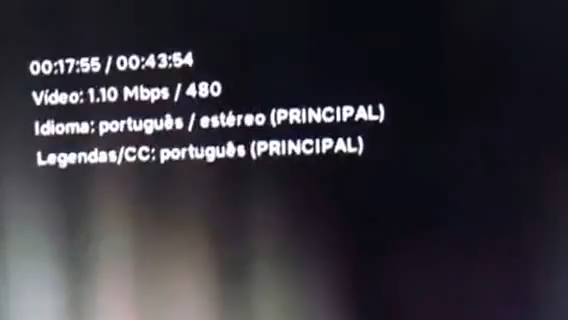 00:17:55 / 00:43:54
Vídeo: 1.10 Mbps / 480
Idioma: português / estéreo (PRINCIPAL)
Legendas/CC: português (PRINCIPAL)